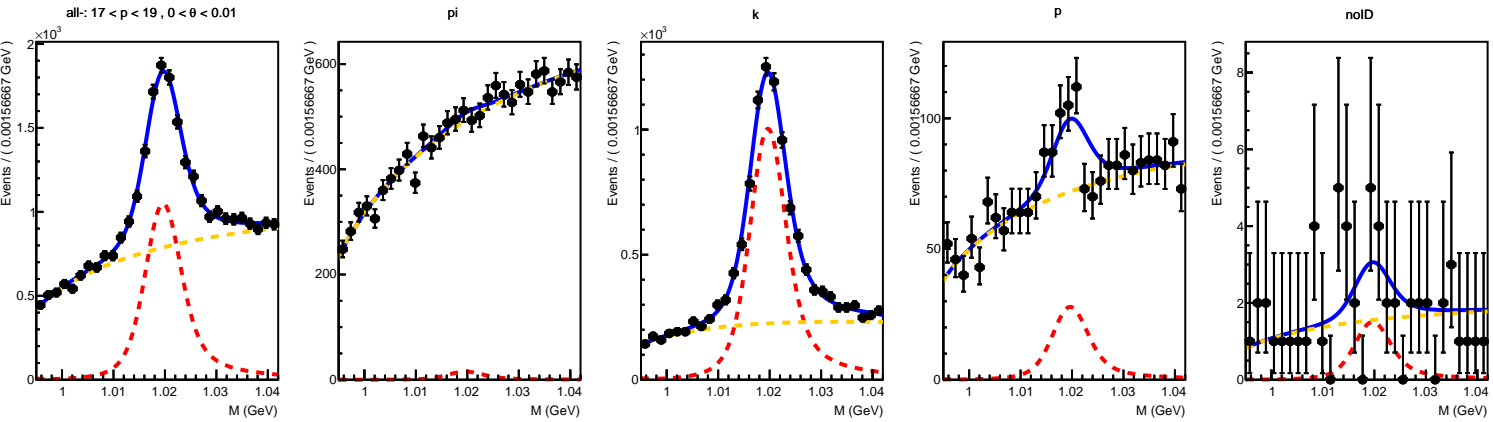 all-: 17 < p < 19 , 0 < θ < 0.01
×10³
Events / ( 0.00156667 GeV )
2
1.5
1
0.5
0
1 1.01 1.02 1.03 1.04
M (GeV)
pi
Events / ( 0.00156667 GeV )
600
400
200
0
1 1.01 1.02 1.03 1.04
M (GeV)
k
×10³
Events / ( 0.00156667 GeV )
1
0.5
0
1 1.01 1.02 1.03 1.04
M (GeV)
p
Events / ( 0.00156667 GeV )
100
50
0
1 1.01 1.02 1.03 1.04
M (GeV)
noID
Events / ( 0.00156667 GeV )
8
6
4
2
0
1 1.01 1.02 1.03 1.04
M (GeV)